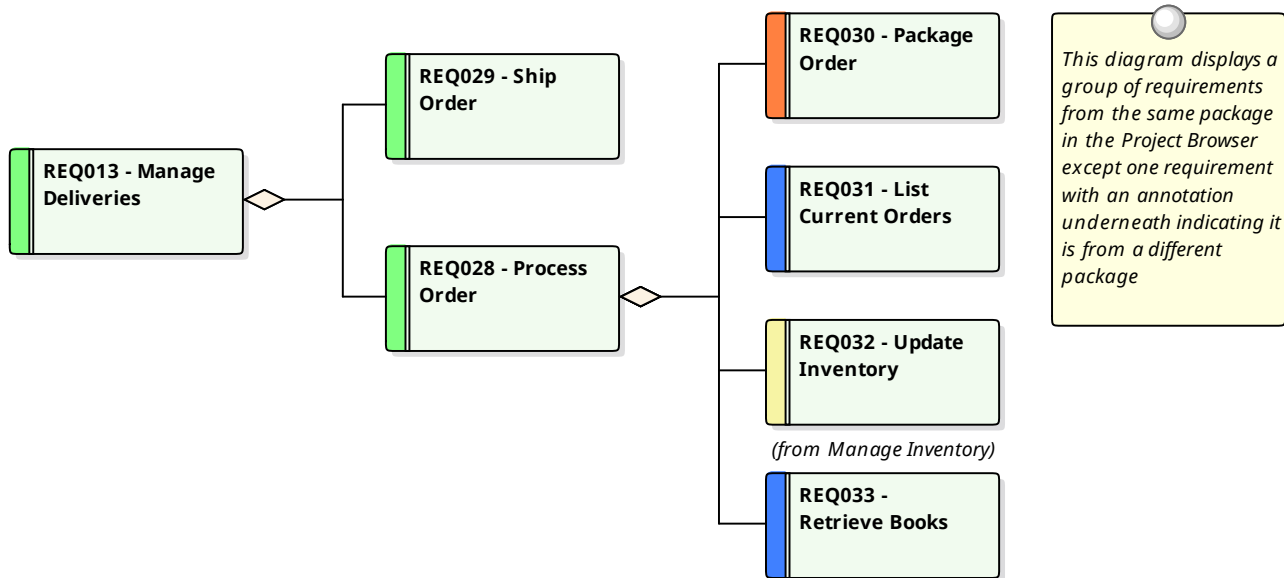 REQ013 - Manage
Deliveries
REQ029 - Ship
Order
REQ028 - Process
Order
REQ030 - Package
Order
REQ031 - List
Current Orders
REQ032 - Update
Inventory
(from Manage Inventory)
REQ033 -
Retrieve Books
This diagram displays a
group of requirements
from the same package
in the Project Browser
except one requirement
with an annotation
underneath indicating it
is from a different
package